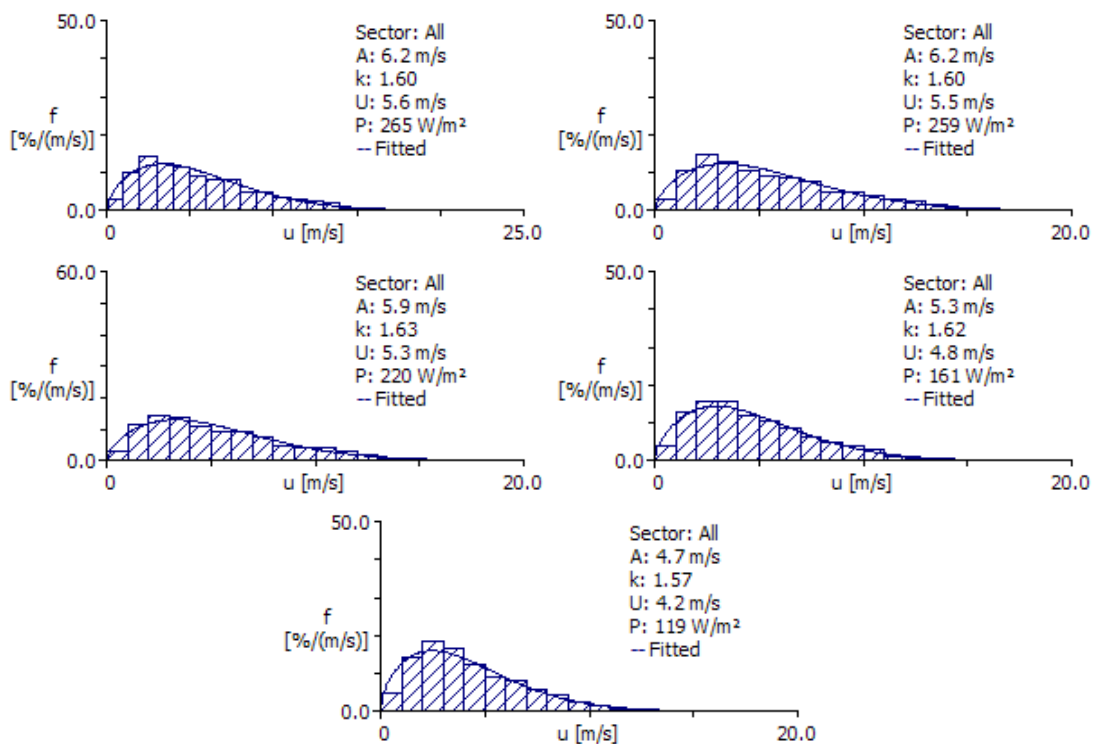 50.0
Sector: All
A: 6.2 m/s
k: 1.60
U: 5.6 m/s
P: 265 W/m²
-- Fitted
f
[%/(m/s)]
0.0
0
u [m/s]
25.0
50.0
Sector: All
A: 6.2 m/s
k: 1.60
U: 5.5 m/s
P: 259 W/m²
-- Fitted
f
[%/(m/s)]
0.0
0
u [m/s]
20.0
60.0
Sector: All
A: 5.9 m/s
k: 1.63
U: 5.3 m/s
P: 220 W/m²
-- Fitted
f
[%/(m/s)]
0.0
0
u [m/s]
20.0
50.0
Sector: All
A: 5.3 m/s
k: 1.62
U: 4.8 m/s
P: 161 W/m²
-- Fitted
f
[%/(m/s)]
0.0
0
u [m/s]
20.0
50.0
Sector: All
A: 4.7 m/s
k: 1.57
U: 4.2 m/s
P: 119 W/m²
-- Fitted
f
[%/(m/s)]
0.0
0
u [m/s]
20.0